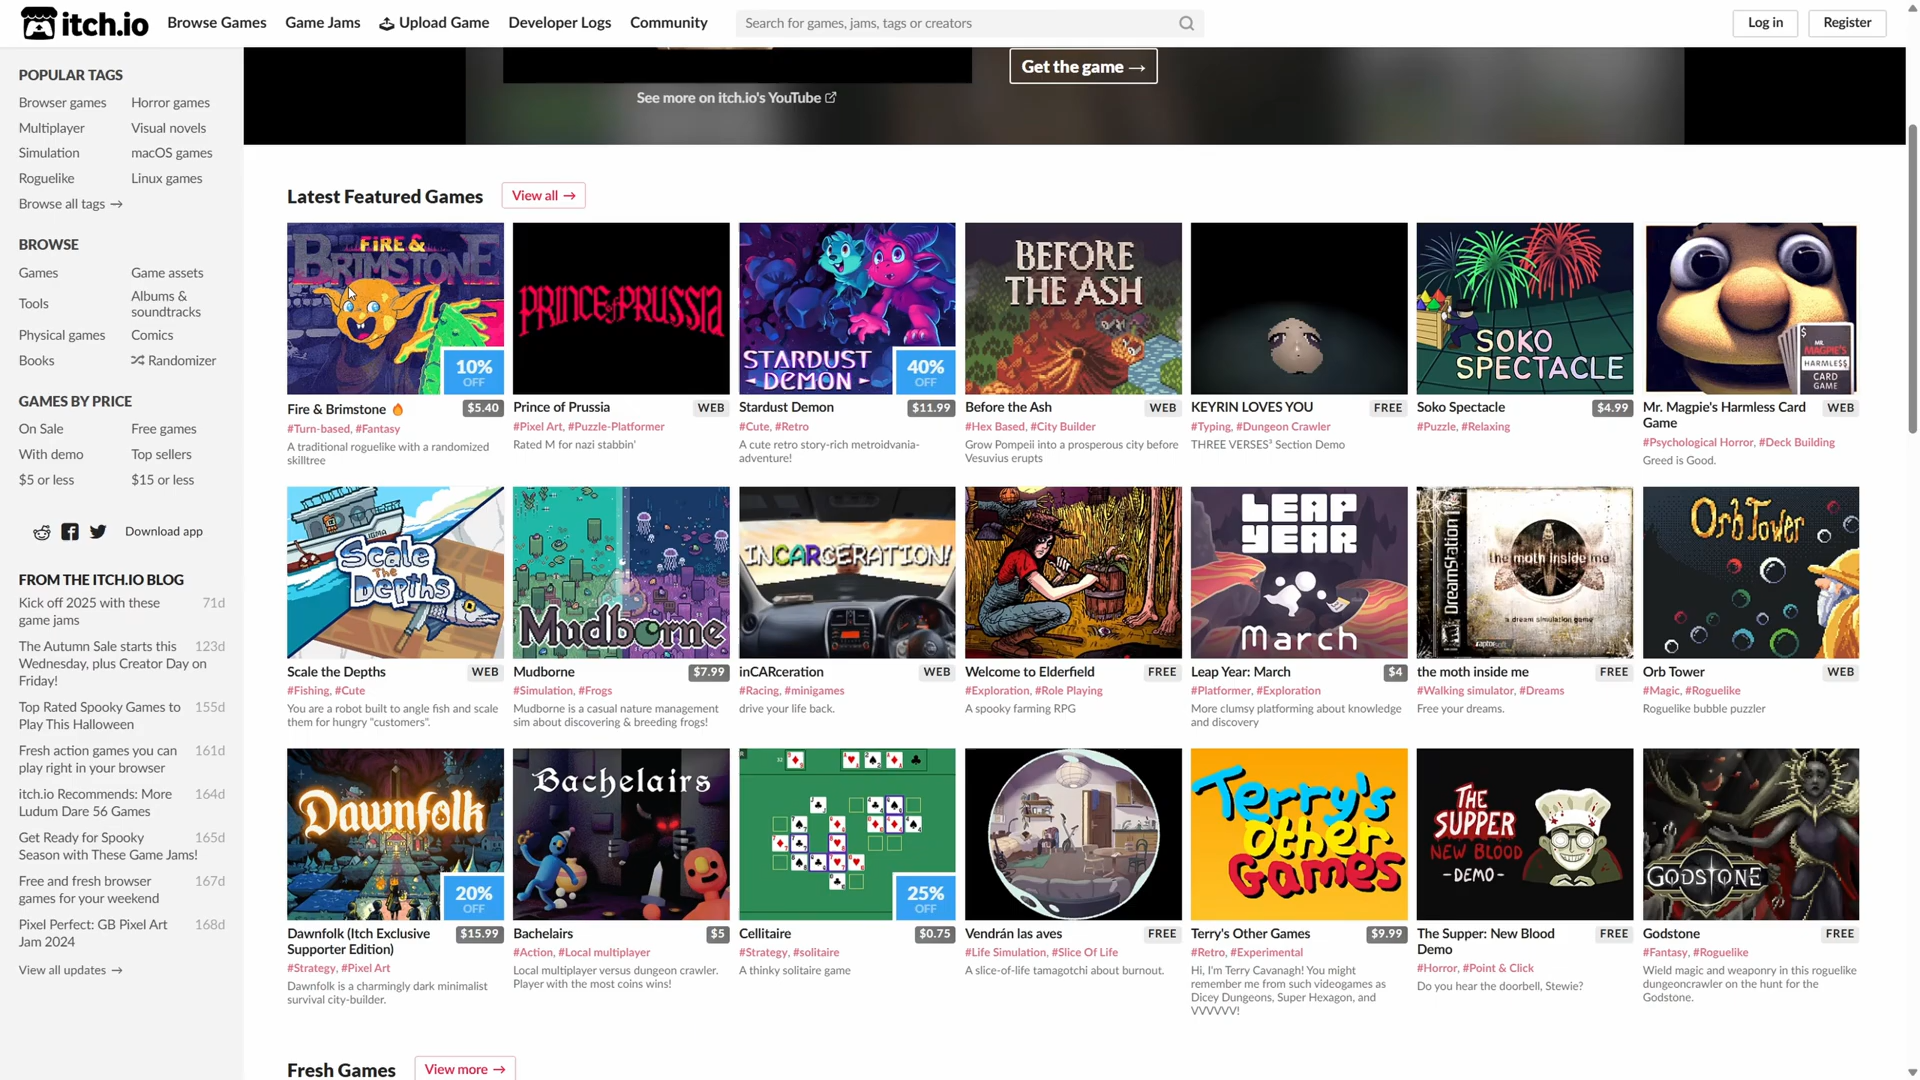 itch.io
Browse Games
Game Jams
Upload Game
Developer Logs
Community
Search for games, jams, tags or creators
Log in
Register
POPULAR TAGS
Browser games
Horror games
Multiplayer
Visual novels
Simulation
macOS games
Roguelike
Linux games
Browse all tags →
BROWSE
Games
Game assets
Tools
Albums &
soundtracks
Physical games
Comics
Books
Randomizer
GAMES BY PRICE
On Sale
Free games
With demo
Top sellers
$5 or less
$15 or less
Download app
FROM THE ITCH.IO BLOG
Kick off 2025 with these 71d
game jams
The Autumn Sale starts this 123d
Wednesday, plus Creator Day on
Friday!
Top Rated Spooky Games to 155d
Play This Halloween
Fresh action games you can 161d
play right in your browser
itch.io Recommends: More 164d
Ludum Dare 56 Games
Get Ready for Spooky 165d
Season with These Game Jams!
Free and fresh browser 167d
games for your weekend
Pixel Perfect: GB Pixel Art 168d
Jam 2024
View all updates →
Get the game →
See more on itch.io's YouTube
Latest Featured Games
View all →
FIRE &
BRIMSTONE
10%
OFF
Fire & Brimstone 🔥 $5.40
#Turn-based, #Fantasy
A traditional roguelike with a randomized
skilltree
PRINCE of PRUSSIA
Prince of Prussia WEB
#Pixel Art, #Puzzle-Platformer
Rated M for nazi stabbin'
STARDUST
DEMON
40%
OFF
Stardust Demon $11.99
#Cute, #Retro
A cute retro story-rich metroidvania-
adventure!
BEFORE
THE ASH
Before the Ash WEB
#Hex Based, #City Builder
Grow Pompeii into a prosperous city before
Vesuvius erupts
KEYRIN LOVES YOU FREE
#Typing, #Dungeon Crawler
THREE VERSES³ Section Demo
SOKO
SPECTACLE
Soko Spectacle $4.99
#Puzzle, #Relaxing
$
MR.
MAGPIE'S
HARMLE$$
CARD
GAME
Mr. Magpie's Harmless Card WEB
Game
#Psychological Horror, #Deck Building
Greed is Good.
Scale
The
Depths
Scale the Depths WEB
#Fishing, #Cute
You are a robot built to angle fish and scale
them for hungry "customers".
Mudborne
Mudborne $7.99
#Simulation, #Frogs
Mudborne is a casual nature management
sim about discovering & breeding frogs!
INCARCERATION!
inCARceration WEB
#Racing, #minigames
drive your life back.
Welcome to Elderfield FREE
#Exploration, #Role Playing
A spooky farming RPG
LEAP
YEAR
March
Leap Year: March $4
#Platformer, #Exploration
More clumsy platforming about knowledge
and discovery
DreamStation
the moth inside me
a dream simulation game
the moth inside me FREE
#Walking simulator, #Dreams
Free your dreams.
Orb Tower
Orb Tower WEB
#Magic, #Roguelike
Roguelike bubble puzzler
Dawnfolk
20%
OFF
Dawnfolk (Itch Exclusive $15.99
Supporter Edition)
#Strategy, #Pixel Art
Dawnfolk is a charmingly dark minimalist
survival city-builder.
Bachelairs
Bachelairs $5
#Action, #Local multiplayer
Local multiplayer versus dungeon crawler.
Player with the most coins wins!
25%
OFF
Cellitaire $0.75
#Strategy, #solitaire
A thinky solitaire game
Vendrán las aves FREE
#Life Simulation, #Slice Of Life
A slice-of-life tamagotchi about burnout.
Terry's
Other
Games
Terry's Other Games $9.99
#Retro, #Experimental
Hi, I'm Terry Cavanagh! You might
remember me from such videogames as
Dicey Dungeons, Super Hexagon, and
VVVVVV!
THE
SUPPER
NEW BLOOD
-DEMO-
The Supper: New Blood FREE
Demo
#Horror, #Point & Click
Do you hear the doorbell, Stewie?
GODSTONE
Godstone FREE
#Fantasy, #Roguelike
Wield magic and weaponry in this roguelike
dungeoncrawler on the hunt for the
Godstone.
Fresh Games
View more →